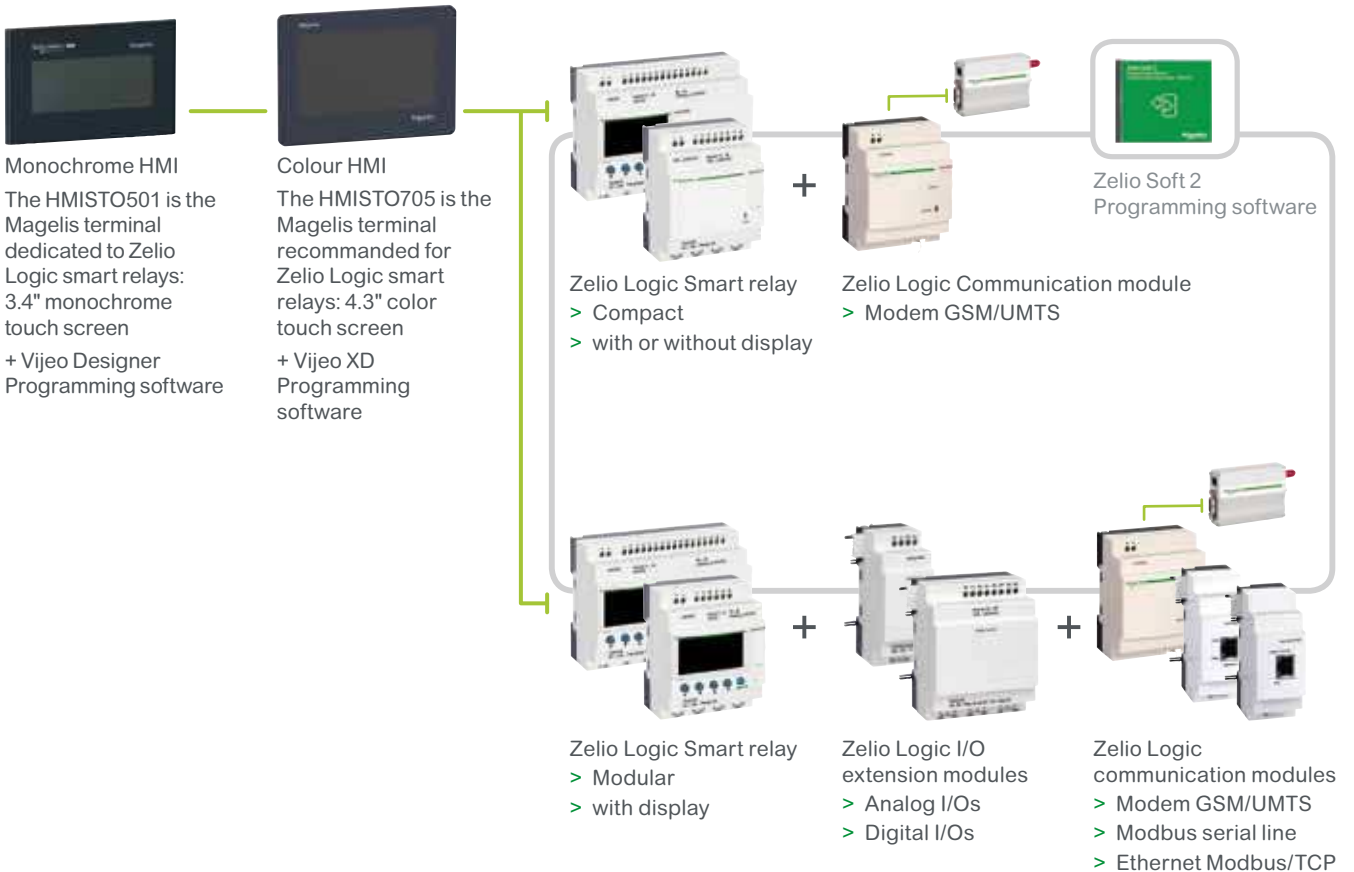 Monochrome HMI
The HMISTO501 is the
Magelis terminal
dedicated to Zelio
Logic smart relays:
3.4" monochrome
touch screen
+ Vijeo Designer
Programming software
Colour HMI
The HMISTO705 is the
Magelis terminal
recommanded for
Zelio Logic smart
relays: 4.3" color
touch screen
+ Vijeo XD
Programming
software
+
Zelio Soft 2
Programming software
Zelio Logic Smart relay
> Compact
> with or without display
Zelio Logic Communication module
> Modem GSM/UMTS
+
+
Zelio Logic Smart relay
> Modular
> with display
Zelio Logic I/O
extension modules
> Analog I/Os
> Digital I/Os
Zelio Logic
communication modules
> Modem GSM/UMTS
> Modbus serial line
> Ethernet Modbus/TCP